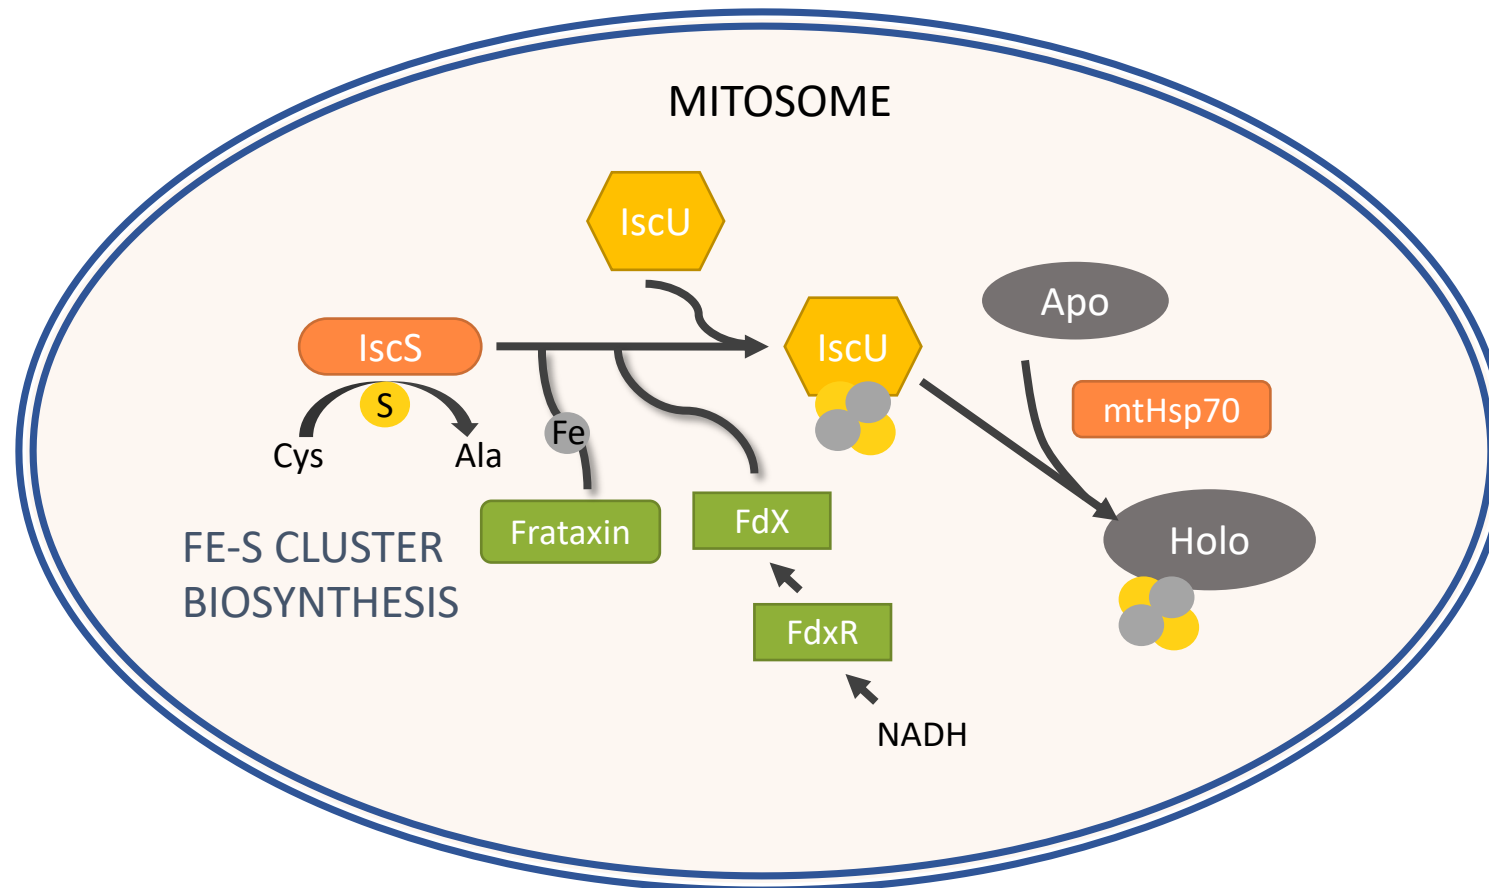 MITOSOME
IscU
Apo
IscS
IscU
S
mtHsp70
Fe
Cys
Ala
FdX
Frataxin
Holo
FE-S CLUSTER
BIOSYNTHESIS
FdxR
NADH